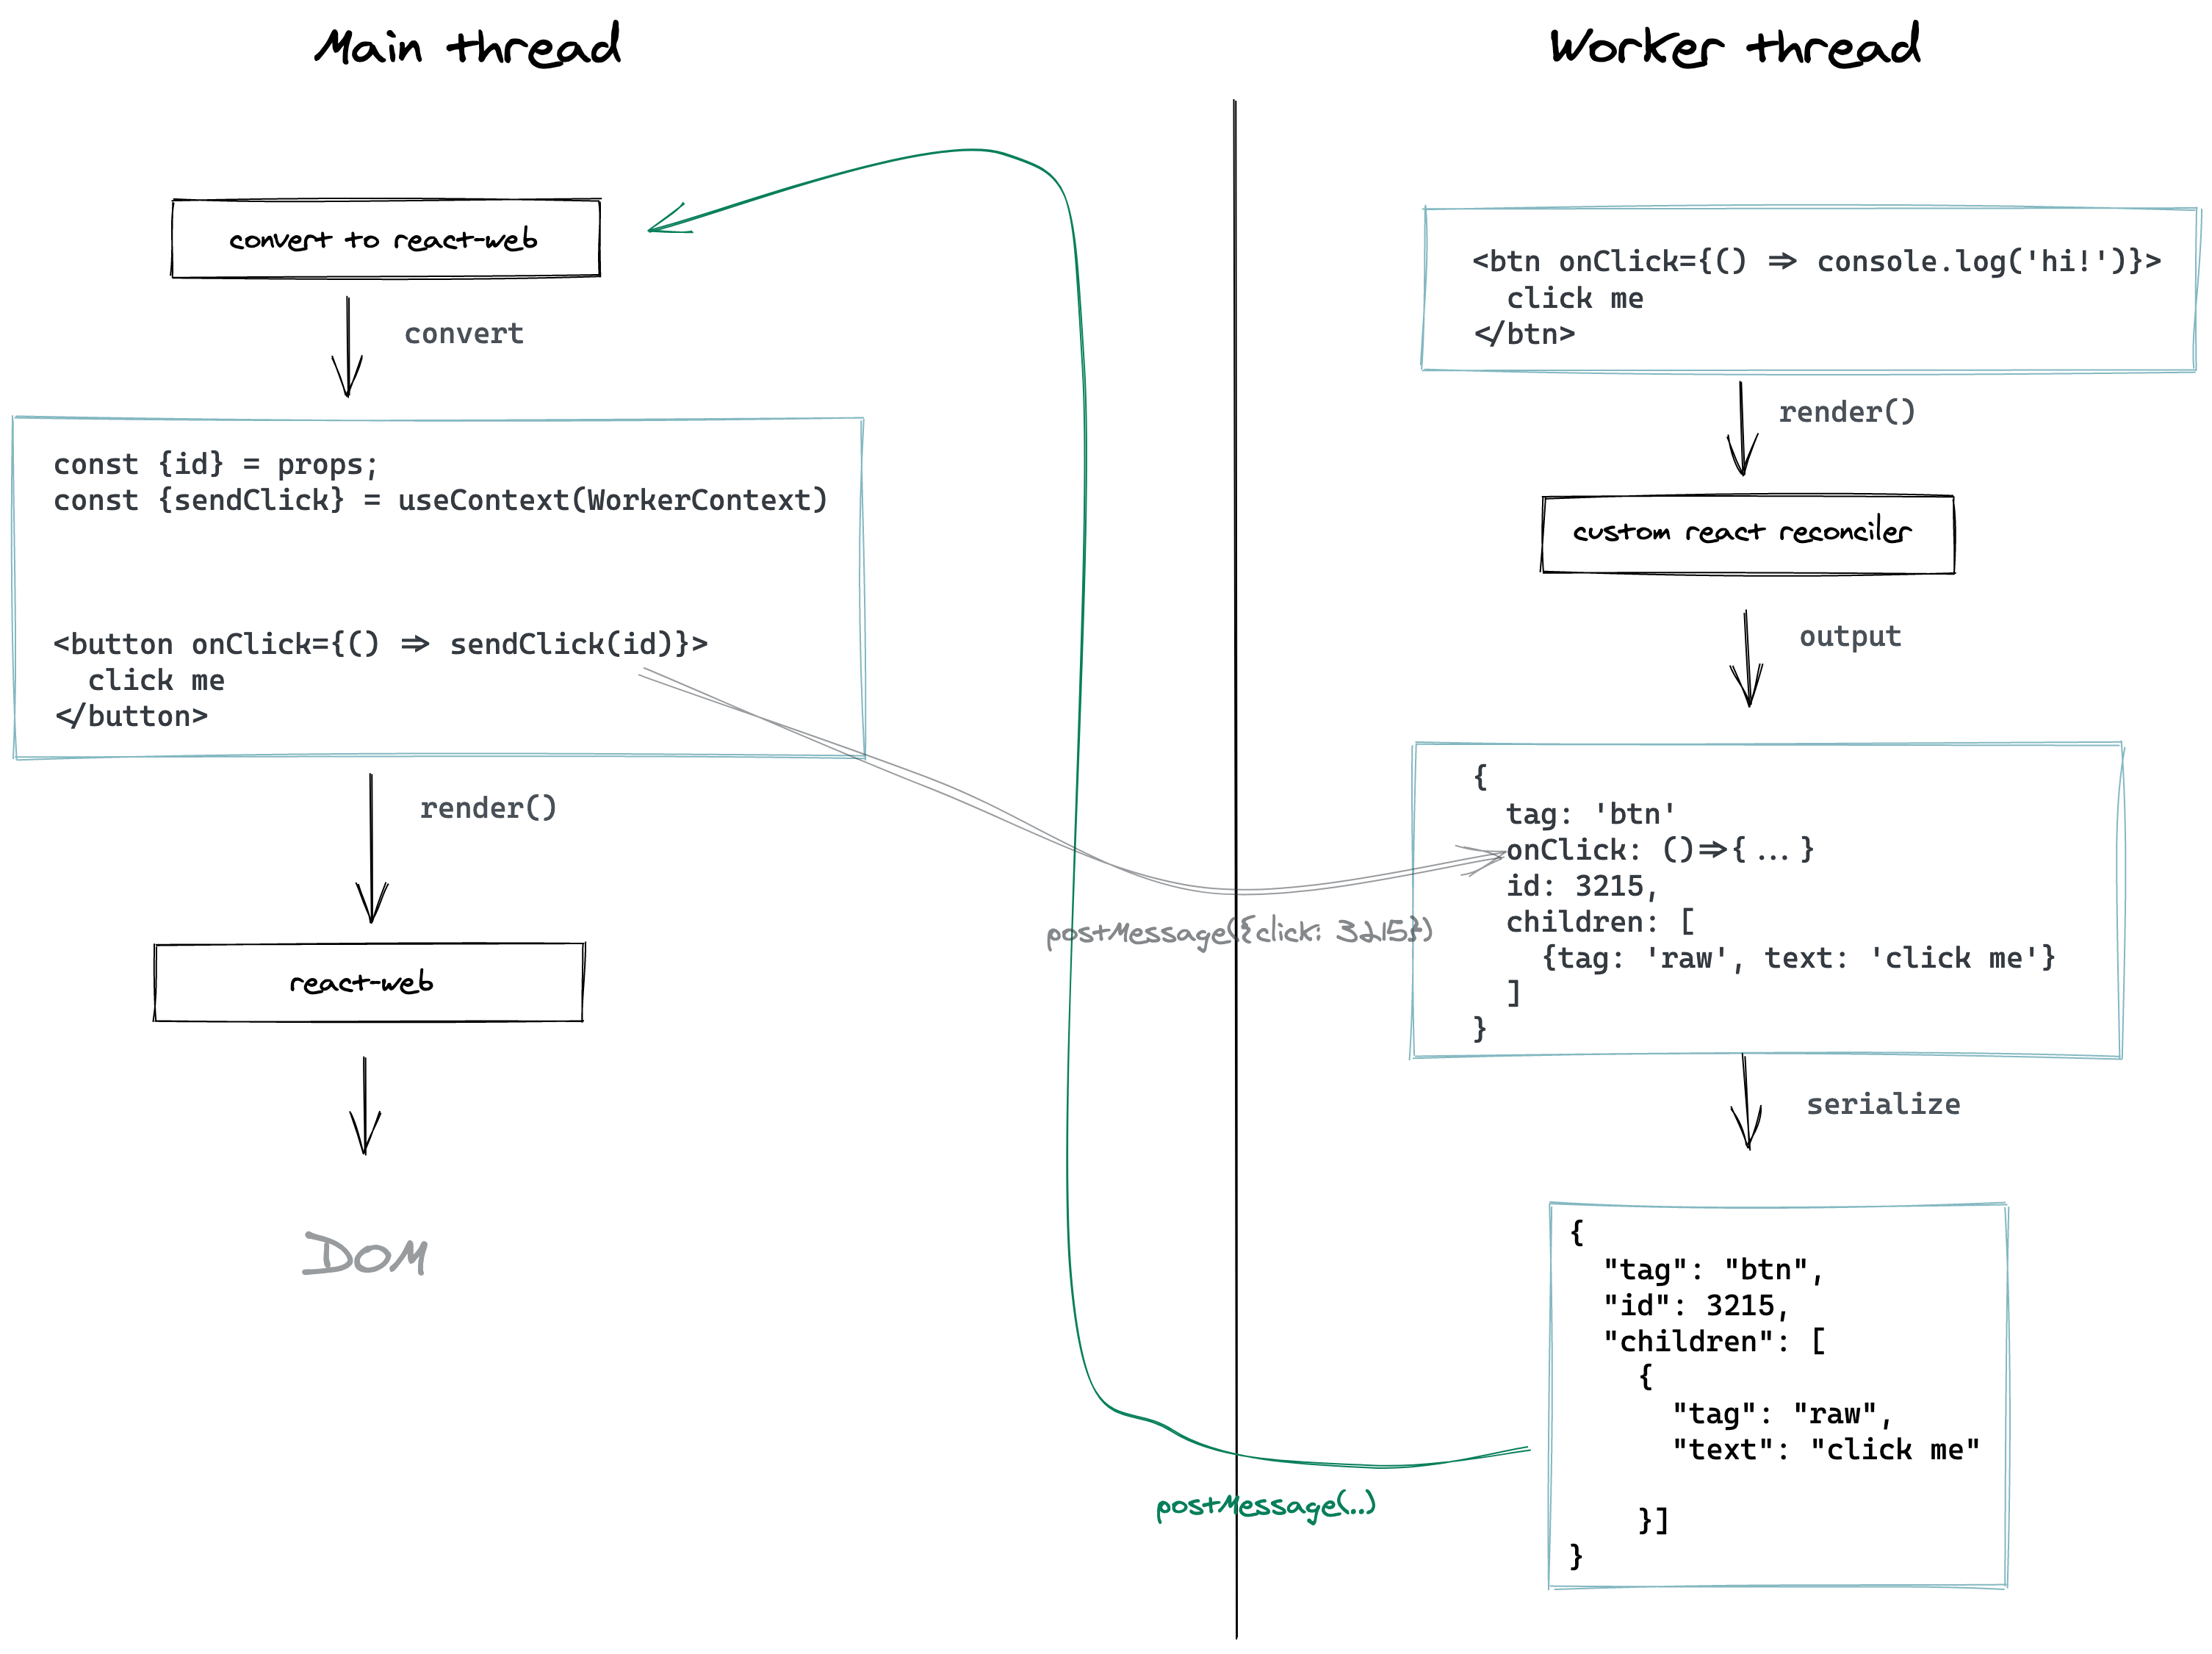 Main thread
convert to react-web
convert
const {id} = props;
const {sendClick} = useContext(WorkerContext)
<button onClick={() => sendClick(id)}>
click me
</button>
render()
react-web
DOM
Worker thread
<btn onClick={() => console.log('hi!')}>
click me
</btn>
render()
custom react reconciler
output
{
tag: 'btn'
onClick: ()=>{...}
id: 3215,
children: [
{tag: 'raw', text: 'click me'}
]
}
postMessage({click: 3215})
serialize
{
"tag": "btn",
"id": 3215,
"children": [
{
"tag": "raw",
"text": "click me"
}]
}
postMessage(...)